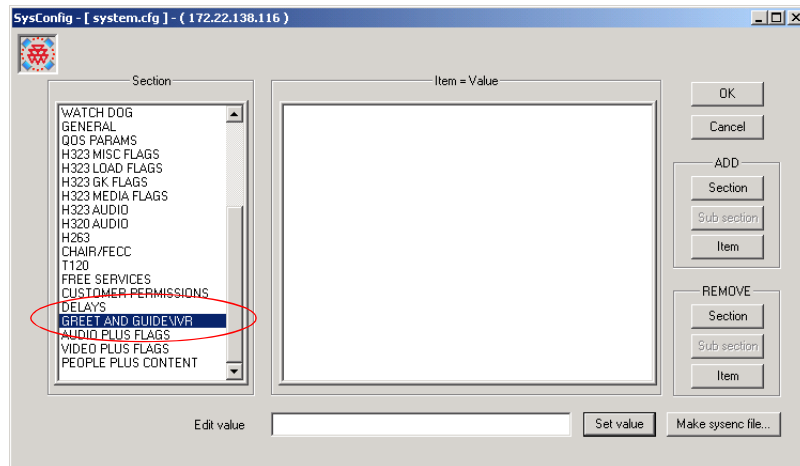 SysConfig - [ system.cfg ] - ( 172.22.138.116 )
Section
WATCH DOG
GENERAL
QOS PARAMS
H323 MISC FLAGS
H323 LOAD FLAGS
H323 GK FLAGS
H323 MEDIA FLAGS
H323 AUDIO
H320 AUDIO
H263
CHAIR/FECC
T120
FREE SERVICES
CUSTOMER PERMISSIONS
DELAYS
GREET AND GUIDE\IVR
AUDIO PLUS FLAGS
VIDEO PLUS FLAGS
PEOPLE PLUS CONTENT
Item = Value
OK
Cancel
ADD
Section
Sub section
Item
REMOVE
Section
Sub section
Item
Edit value
Set value
Make sysenc file...